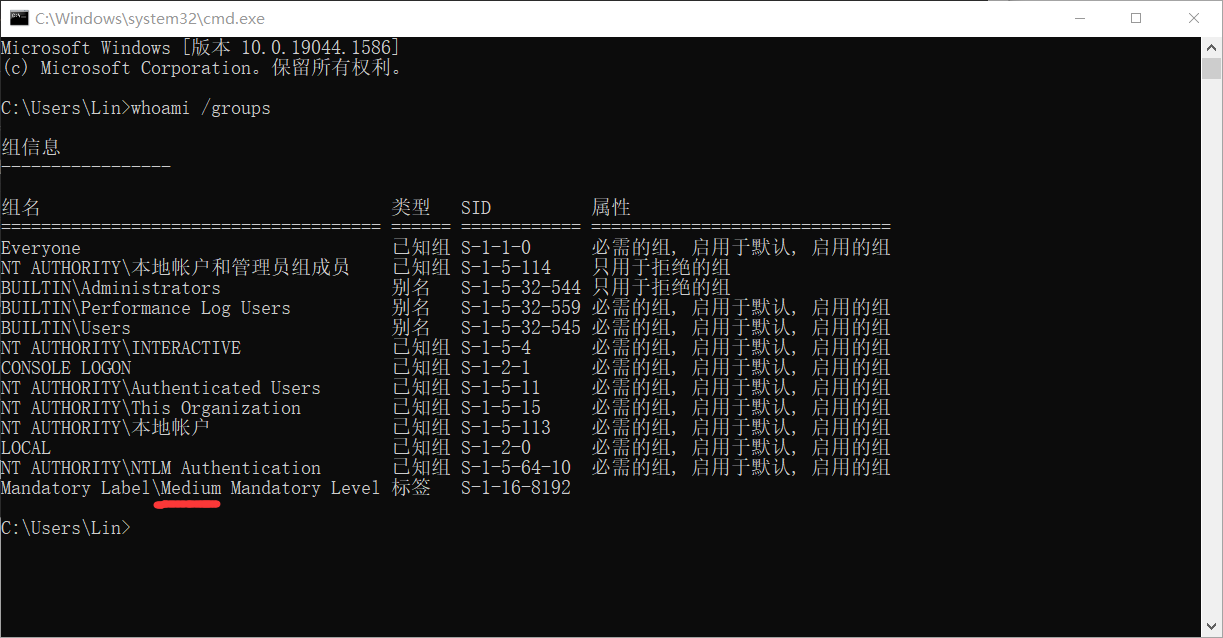 C:\Windows\system32\cmd.exe
Microsoft Windows [版本 10.0.19044.1586]
(c) Microsoft Corporation。保留所有权利。
C:\Users\Lin>whoami /groups
组信息
-----------------
组名 类型 SID 属性
====================================== ====== ============ ==============================
Everyone 已知组 S-1-1-0 必需的组, 启用于默认, 启用的组
NT AUTHORITY\本地帐户和管理员组成员 已知组 S-1-5-114 只用于拒绝的组
BUILTIN\Administrators 别名 S-1-5-32-544 只用于拒绝的组
BUILTIN\Performance Log Users 别名 S-1-5-32-559 必需的组, 启用于默认, 启用的组
BUILTIN\Users 别名 S-1-5-32-545 必需的组, 启用于默认, 启用的组
NT AUTHORITY\INTERACTIVE 已知组 S-1-5-4 必需的组, 启用于默认, 启用的组
CONSOLE LOGON 已知组 S-1-2-1 必需的组, 启用于默认, 启用的组
NT AUTHORITY\Authenticated Users 已知组 S-1-5-11 必需的组, 启用于默认, 启用的组
NT AUTHORITY\This Organization 已知组 S-1-5-15 必需的组, 启用于默认, 启用的组
NT AUTHORITY\本地帐户 已知组 S-1-5-113 必需的组, 启用于默认, 启用的组
LOCAL 已知组 S-1-2-0 必需的组, 启用于默认, 启用的组
NT AUTHORITY\NTLM Authentication 已知组 S-1-5-64-10 必需的组, 启用于默认, 启用的组
Mandatory Label\Medium Mandatory Level 标签 S-1-16-8192
C:\Users\Lin>